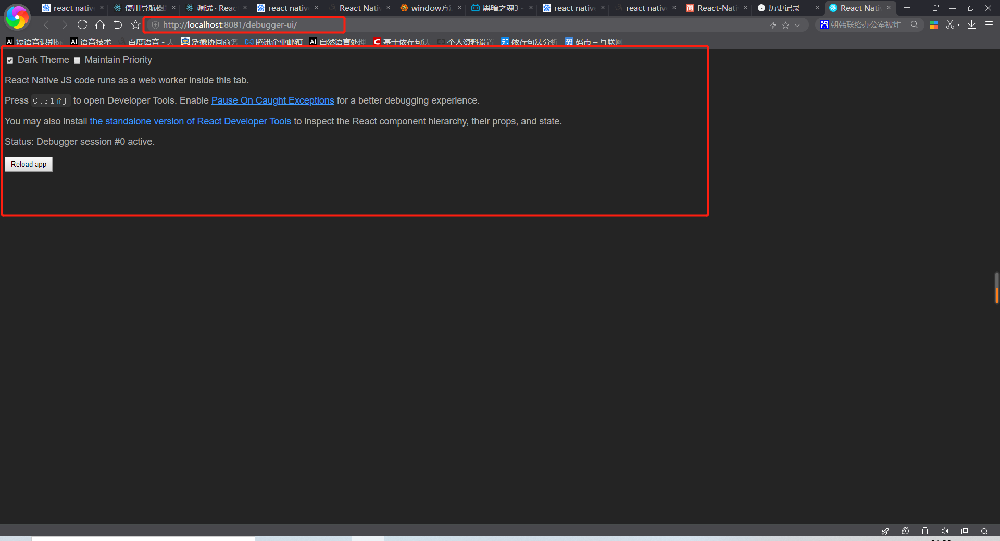 react nativ
使用导航器
调试 · Reac
react native
React Nati
window方
黑暗之魂3 -
react native
react nativ
React-Nati
历史记录
React Nati
http://localhost:8081/debugger-ui/
朝韩联络办公室被炸
AI 短语音识别标
AI 语音技术
百度语音 - 大
泛微协同商务
腾讯企业邮箱
AI 自然语言处理
C 基于依存句法
个人资料设置
知 依存句法分析
码 码市 – 互联网
Dark Theme Maintain Priority
React Native JS code runs as a web worker inside this tab.
Press Ctrl⇧J to open Developer Tools. Enable Pause On Caught Exceptions for a better debugging experience.
You may also install the standalone version of React Developer Tools to inspect the React component hierarchy, their props, and state.
Status: Debugger session #0 active.
Reload app